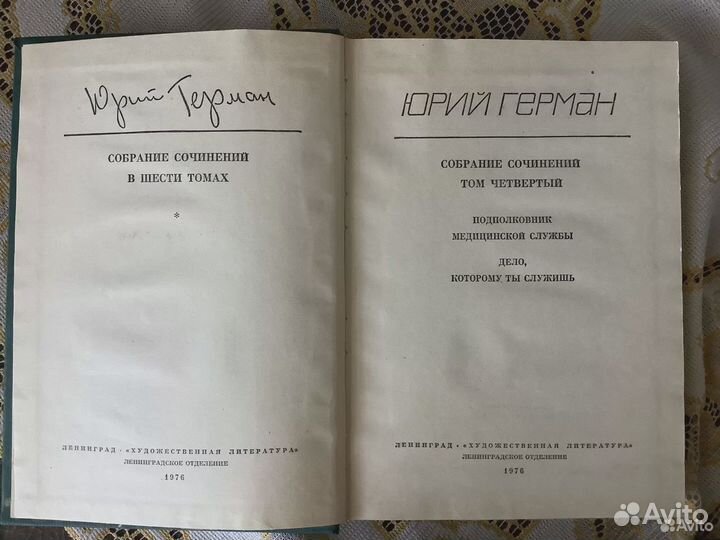 Юрий Герман
СОБРАНИЕ СОЧИНЕНИЙ
В ШЕСТИ ТОМАХ
*
ЛЕНИНГРАД · «ХУДОЖЕСТВЕННАЯ ЛИТЕРАТУРА»
ЛЕНИНГРАДСКОЕ ОТДЕЛЕНИЕ
1976
ЮРИЙ ГЕРМАН
СОБРАНИЕ СОЧИНЕНИЙ
ТОМ ЧЕТВЕРТЫЙ
ПОДПОЛКОВНИК
МЕДИЦИНСКОЙ СЛУЖБЫ
ДЕЛО,
КОТОРОМУ ТЫ СЛУЖИШЬ
ЛЕНИНГРАД · «ХУДОЖЕСТВЕННАЯ ЛИТЕРАТУРА»
ЛЕНИНГРАДСКОЕ ОТДЕЛЕНИЕ
1976
Avito